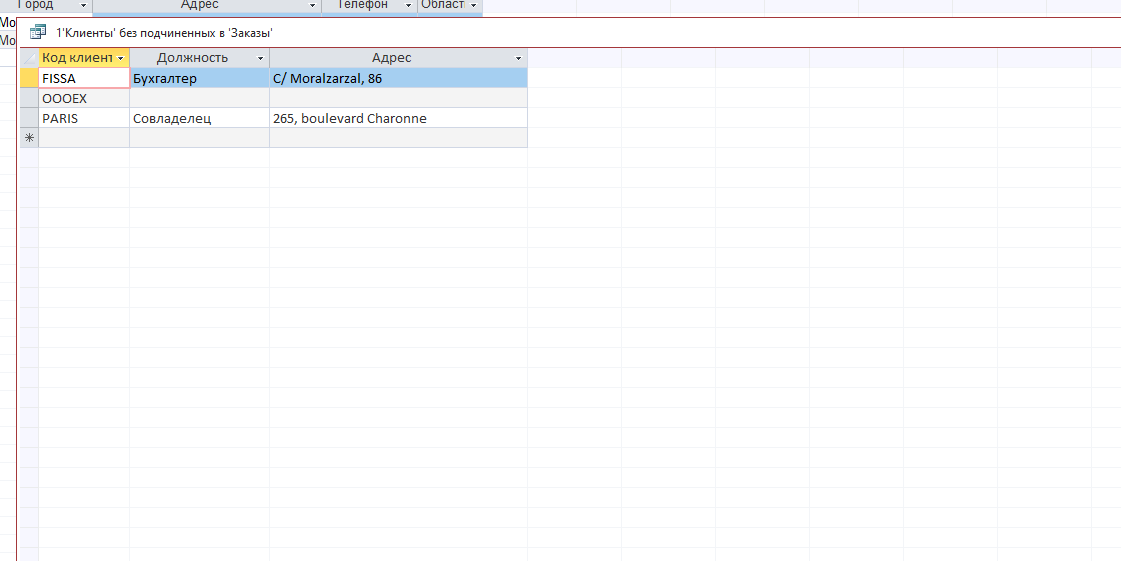 Город Адрес Телефон Област
Мо
1'Клиенты' без подчиненных в 'Заказы'
Мо
Код клиент Должность Адрес
FISSA Бухгалтер C/ Moralzarzal, 86
OOOEX
PARIS Совладелец 265, boulevard Charonne